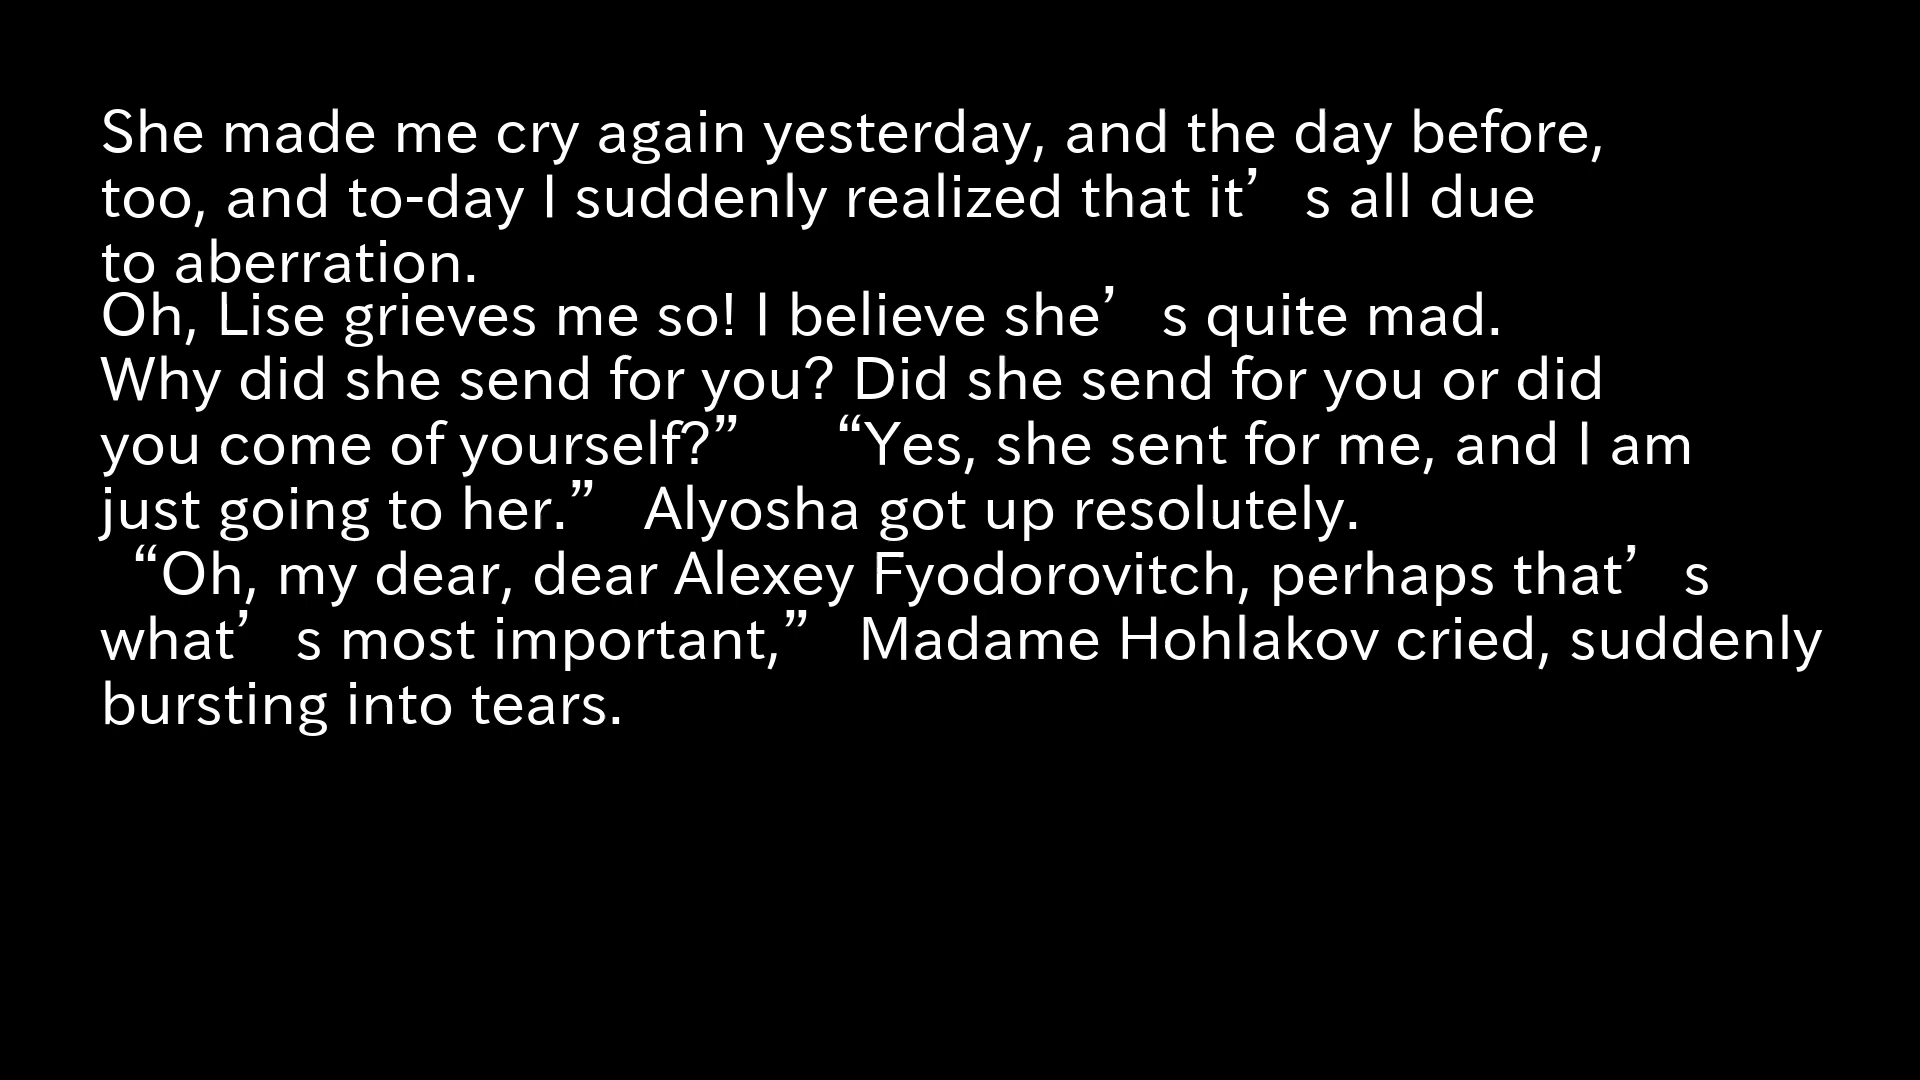 She made me cry again yesterday, and the day before,
too, and to-day I suddenly realized that it’s all due
to aberration.
Oh, Lise grieves me so! I believe she’s quite mad.
Why did she send for you? Did she send for you or did
you come of yourself?” “Yes, she sent for me, and I am
just going to her.” Alyosha got up resolutely.
“Oh, my dear, dear Alexey Fyodorovitch, perhaps that’s
what’s most important,” Madame Hohlakov cried, suddenly
bursting into tears.